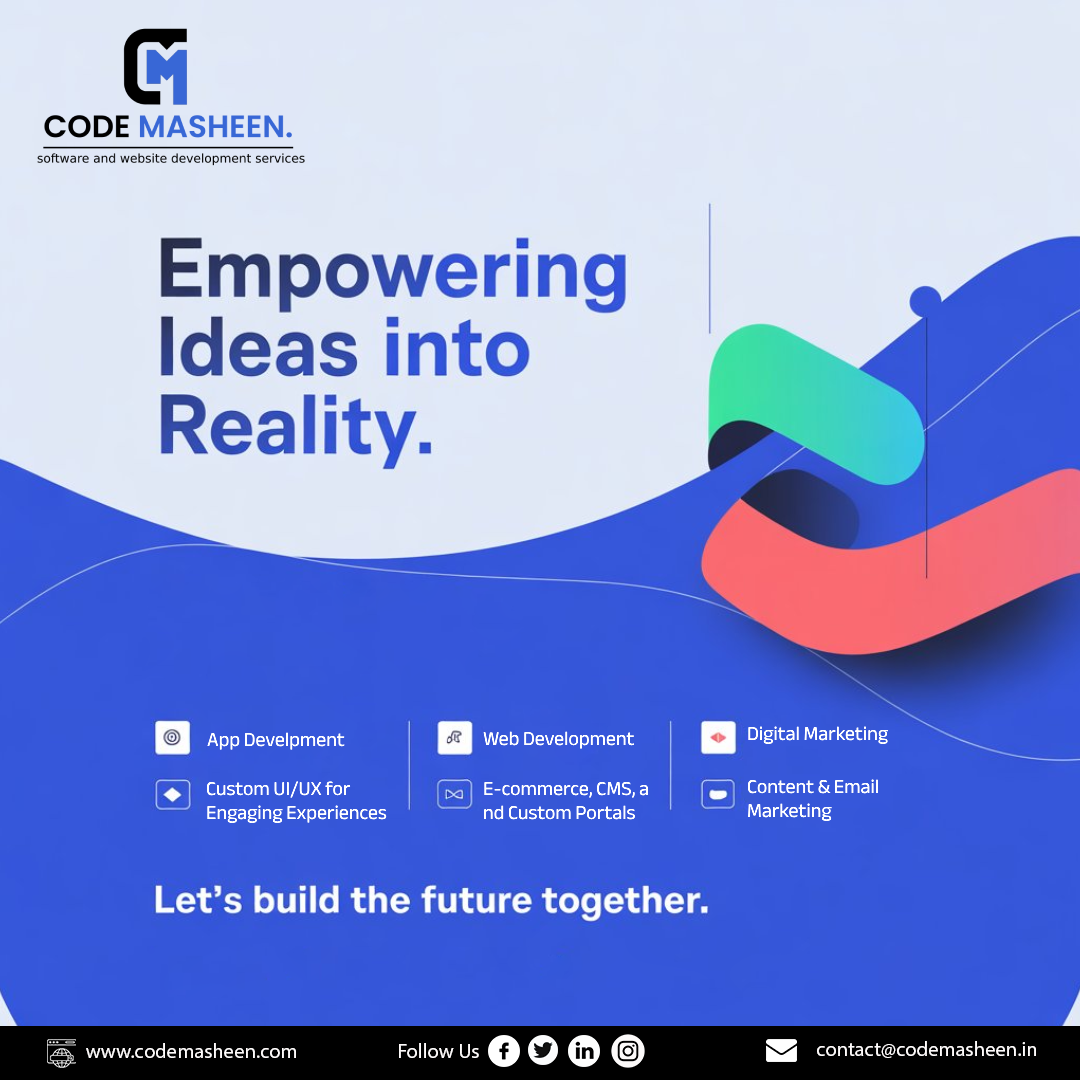 CM
CODE MASHEEN.
software and website development services
Empowering
Ideas into
Reality.
App Develpment
Web Development
Digital Marketing
Custom UI/UX for
Engaging Experiences
E-commerce, CMS, a
nd Custom Portals
Content & Email
Marketing
Let's build the future together.
www.codemasheen.com
Follow Us
contact@codemasheen.in